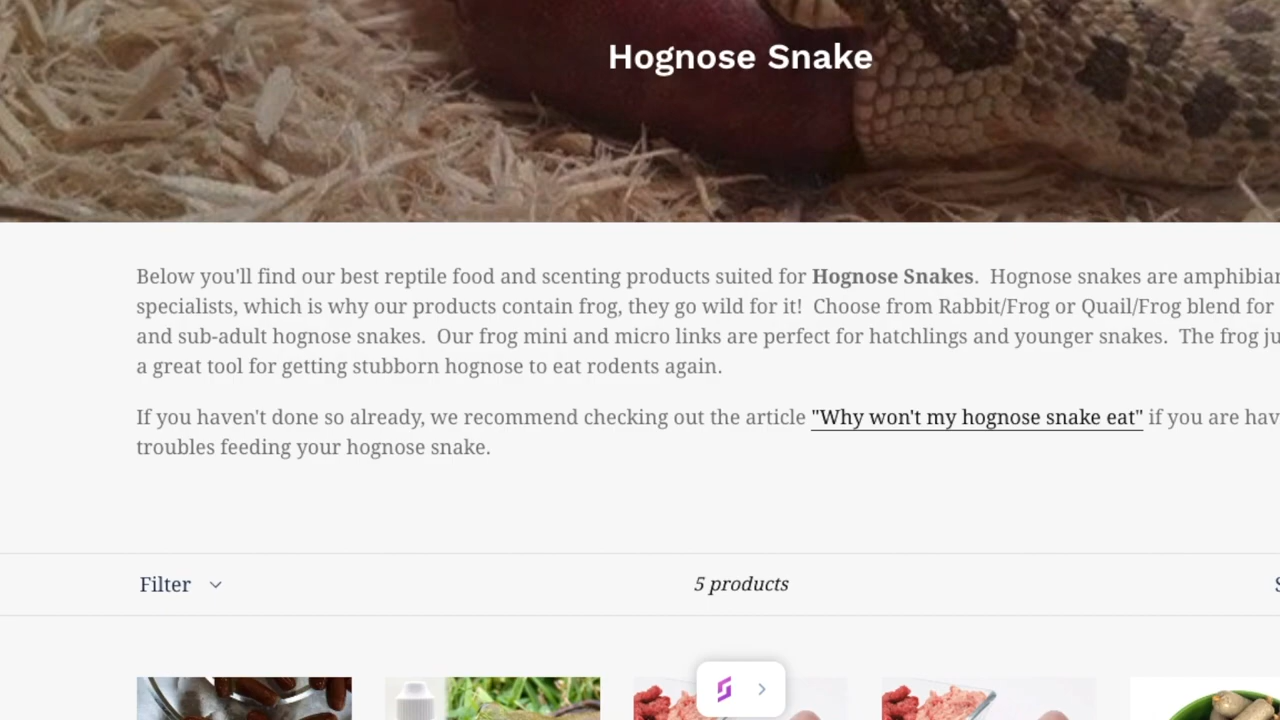 Hognose Snake
Below you'll find our best reptile food and scenting products suited for Hognose Snakes.  Hognose snakes are amphibian
specialists, which is why our products contain frog, they go wild for it!  Choose from Rabbit/Frog or Quail/Frog blend for
and sub-adult hognose snakes.  Our frog mini and micro links are perfect for hatchlings and younger snakes.  The frog ju
a great tool for getting stubborn hognose to eat rodents again.
If you haven't done so already, we recommend checking out the article "Why won't my hognose snake eat" if you are hav
troubles feeding your hognose snake.
Filter 5 products